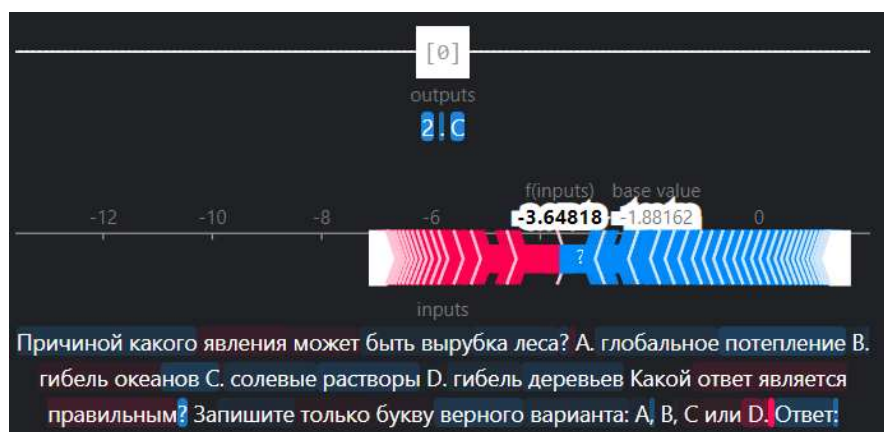 [0]
outputs
2.C
f(inputs) base value
-12 -10 -8 -6 -3.64818 -1.88162 0
?
inputs
Причиной какого явления может быть вырубка леса? A. глобальное потепление B.
гибель океанов C. солевые растворы D. гибель деревьев Какой ответ является
правильным? Запишите только букву верного варианта: A, B, C или D. Ответ: